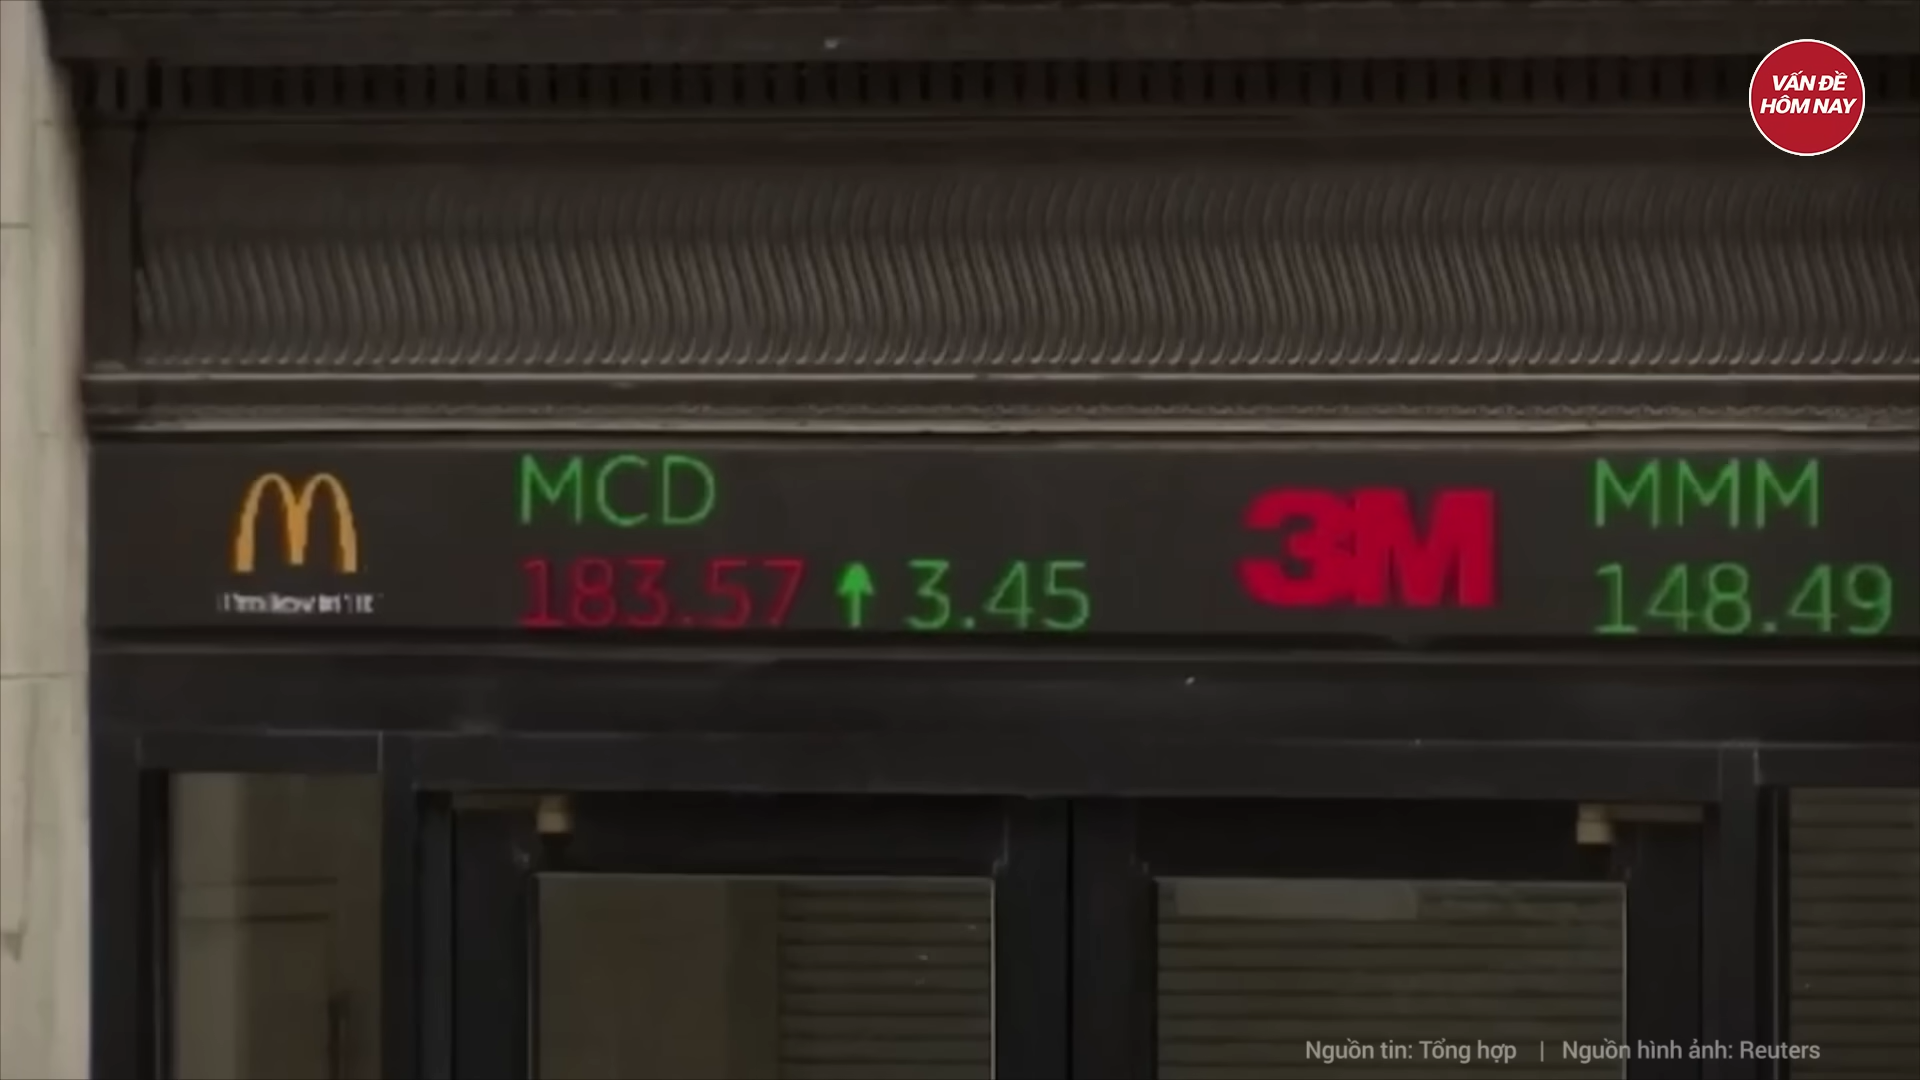 VẤN ĐỀ
HÔM NAY
MCD
183.57 ↑ 3.45
3M
MMM
148.49
Nguồn tin: Tổng hợp | Nguồn hình ảnh: Reuters